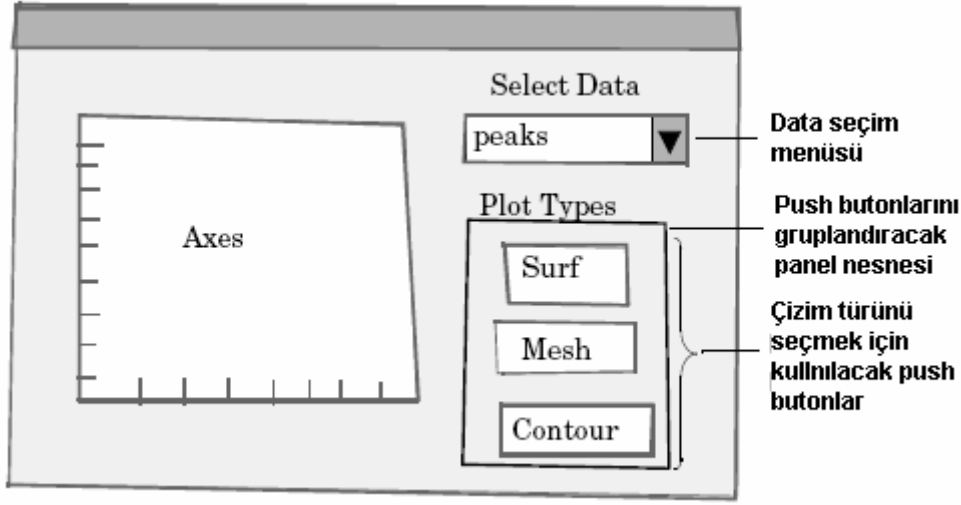 Select Data
peaks
Data seçim
menüsü
Plot Types
Push butonlarını
gruplandıracak
panel nesnesi
Axes
Surf
Mesh
Contour
Çizim türünü
seçmek için
kullnılacak push
butonlar